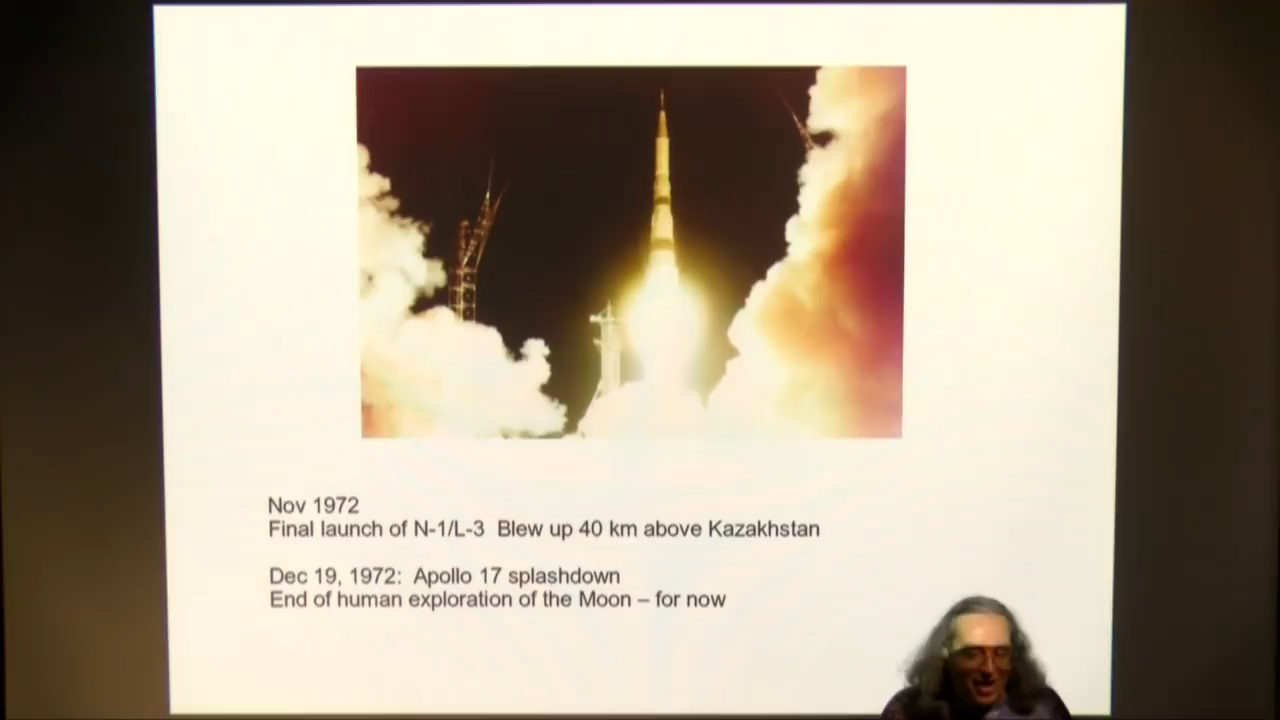 Nov 1972
Final launch of N-1/L-3 Blew up 40 km above Kazakhstan
Dec 19, 1972: Apollo 17 splashdown
End of human exploration of the Moon – for now